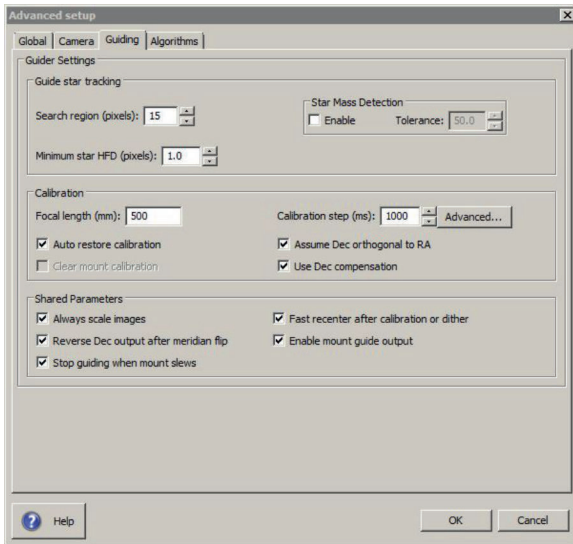 Advanced setup
Global Camera Guiding Algorithms
Guider Settings
Guide star tracking
Search region (pixels): 15
Star Mass Detection
Enable Tolerance: 50.0
Minimum star HFD (pixels): 1.0
Calibration
Focal length (mm): 500 Calibration step (ms): 1000 Advanced...
Auto restore calibration Assume Dec orthogonal to RA
Clear mount calibration Use Dec compensation
Shared Parameters
Always scale images Fast recenter after calibration or dither
Reverse Dec output after meridian flip Enable mount guide output
Stop guiding when mount slews
? Help OK Cancel